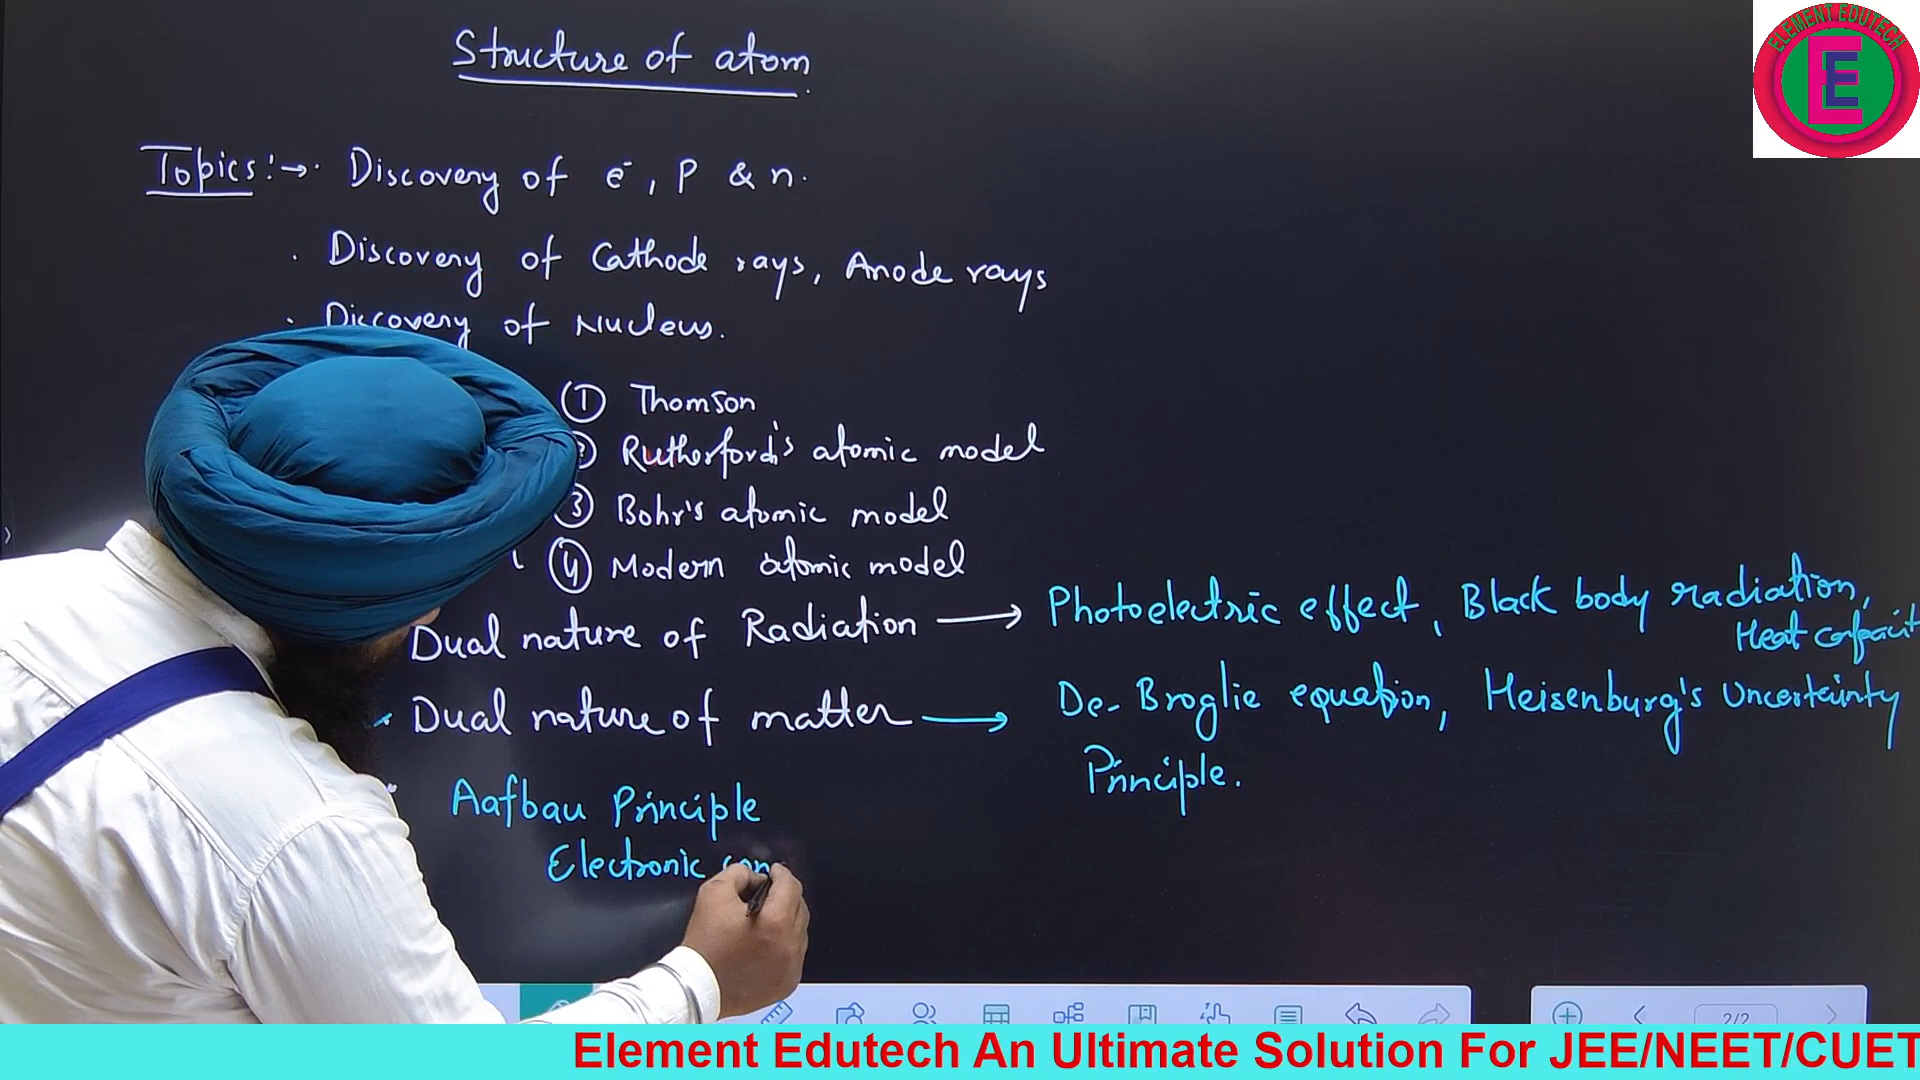 Structure of atom
ELEMENT EDUTECH
E E
Topics:→· Discovery of e⁻, P & n.
· Discovery of Cathode rays, Anode rays
· Discovery of Nucleus.
① Thomson
Rutherford's atomic model
③ Bohr's atomic model
④ Modern atomic model
Dual nature of Radiation → Photoelectric effect, Black body radiation,
Heat capacit
Dual nature of matter → De-Broglie equation, Heisenburg's Uncertainty
Principle.
Aafbau Principle
Electronic con
2/2
Element Edutech An Ultimate Solution For JEE/NEET/CUET